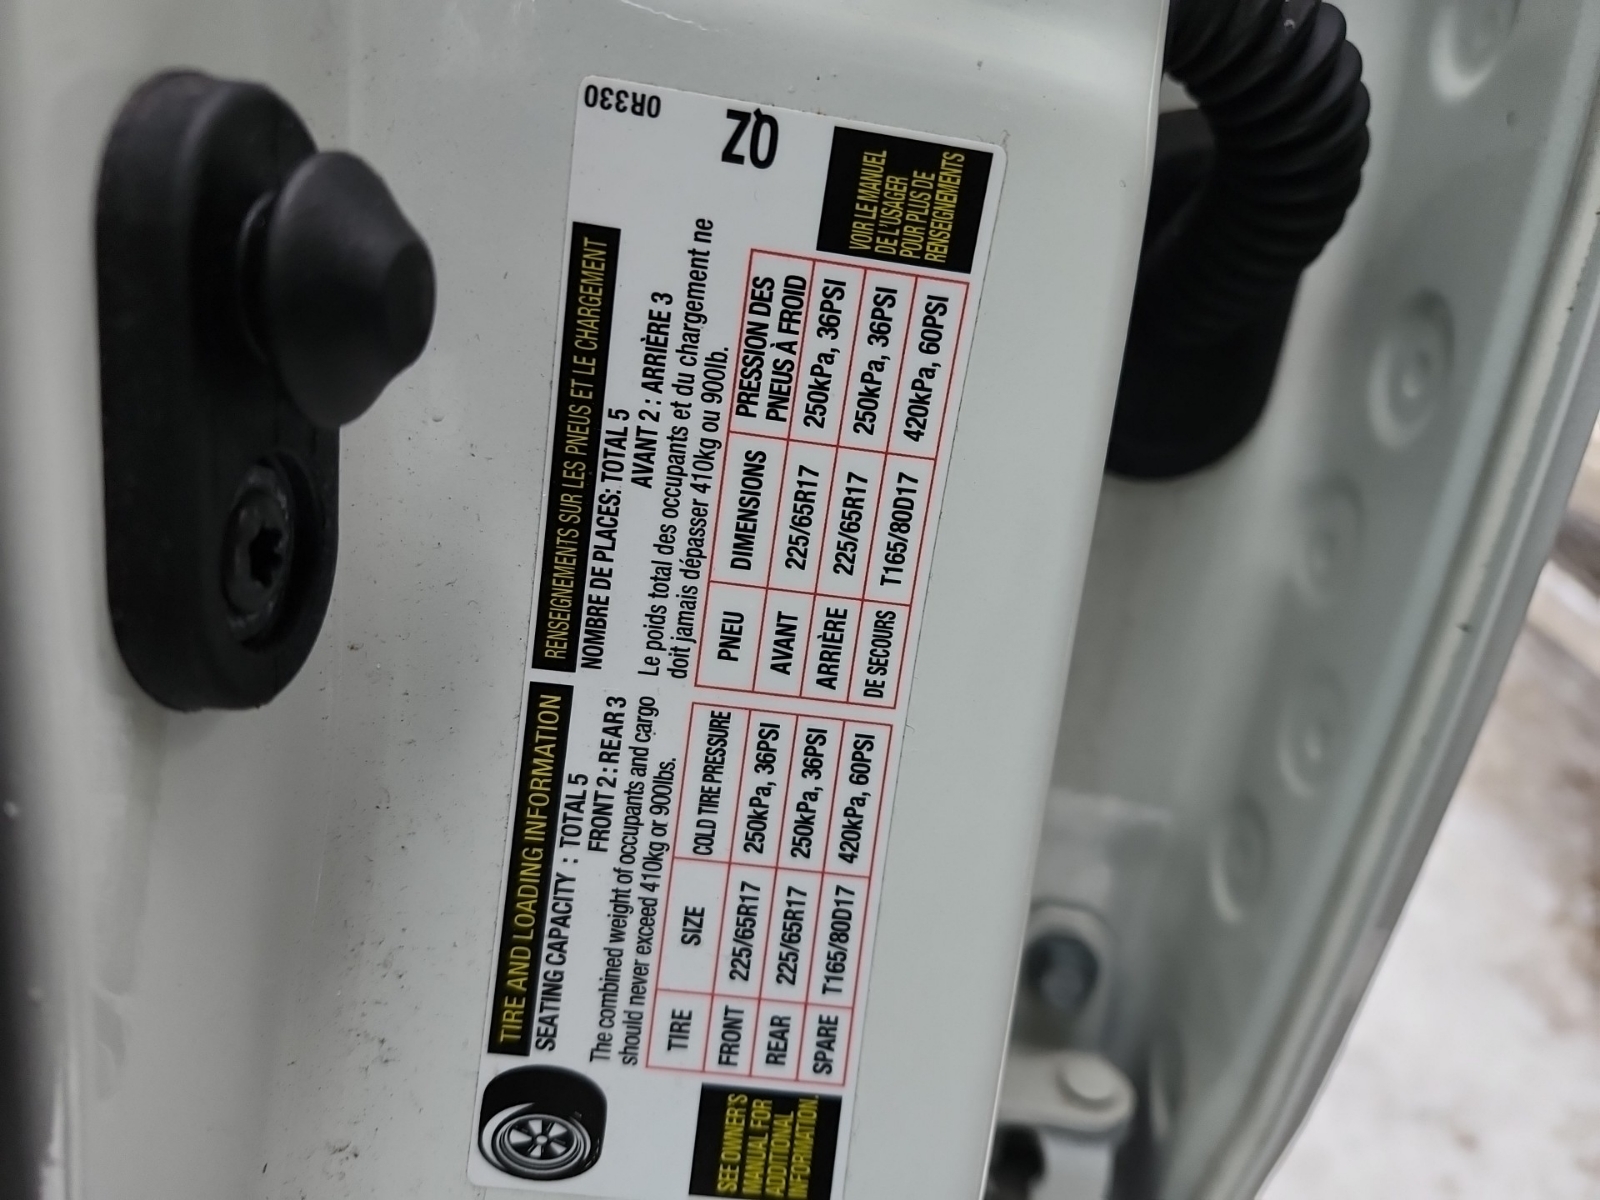 TIRE AND LOADING INFORMATION
SEATING CAPACITY : TOTAL 5
FRONT 2 : REAR 3
The combined weight of occupants and cargo
should never exceed 410kg or 900lbs.
TIRE SIZE COLD TIRE PRESSURE
FRONT 225/65R17 250kPa, 36PSI
REAR 225/65R17 250kPa, 36PSI
SPARE T165/80D17 420kPa, 60PSI
SEE OWNER'S
MANUAL FOR
ADDITIONAL
INFORMATION.
RENSEIGNEMENTS SUR LES PNEUS ET LE CHARGEMENT
NOMBRE DE PLACES: TOTAL 5
AVANT 2 : ARRIÈRE 3
Le poids total des occupants et du chargement ne
doit jamais dépasser 410kg ou 900lb.
PNEU DIMENSIONS PRESSION DES
PNEUS À FROID
AVANT 225/65R17 250kPa, 36PSI
ARRIÈRE 225/65R17 250kPa, 36PSI
DE SECOURS T165/80D17 420kPa, 60PSI
VOIR LE MANUEL
DE L'USAGER
POUR PLUS DE
RENSEIGNEMENTS
0R330
QZ